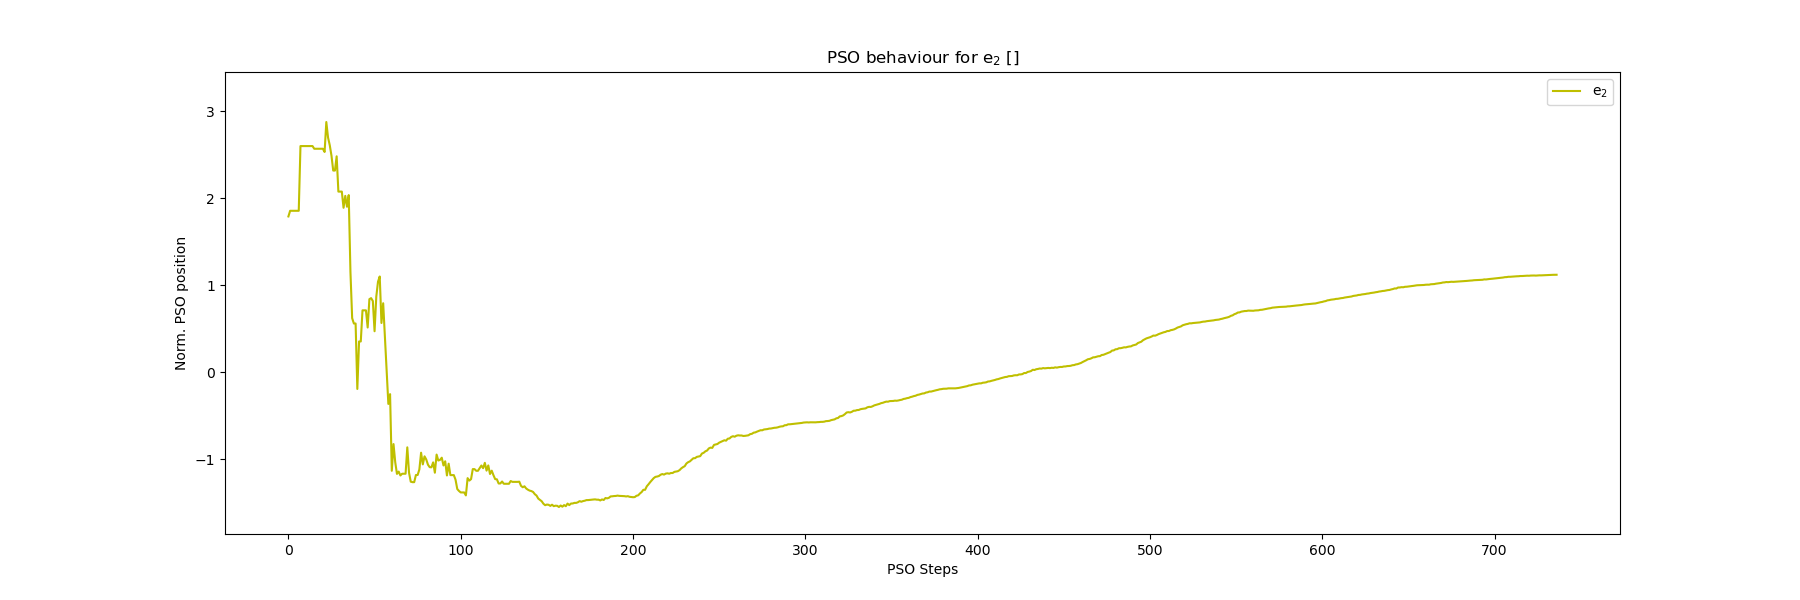 PSO behaviour for e₂ []
e₂
Norm. PSO position
3
2
1
0
−1
0 100 200 300 400 500 600 700
PSO Steps